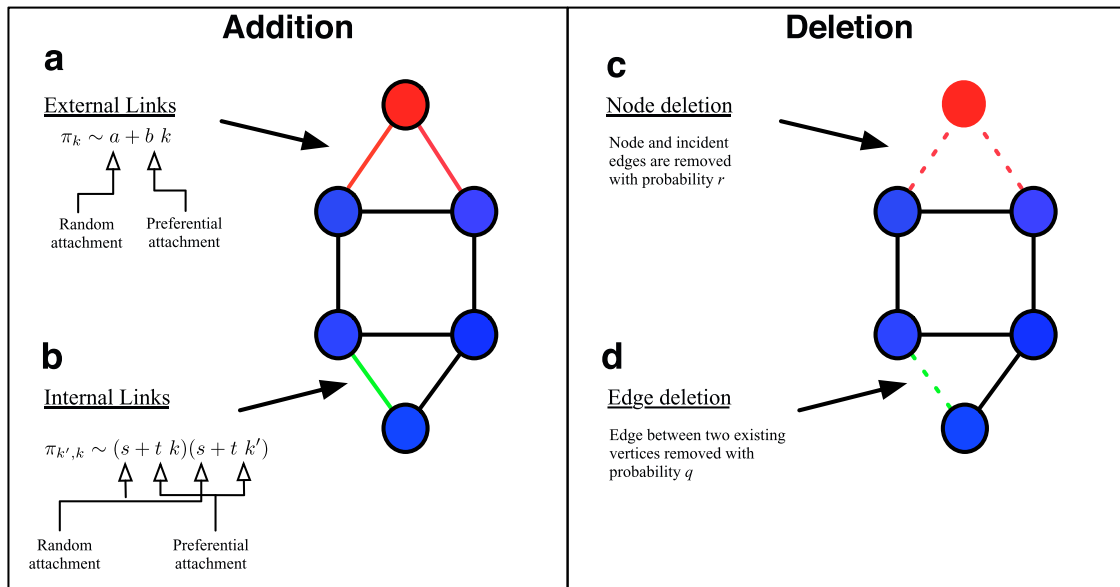 Addition
a
External Links
πₖ ∼ a + b k
Random
attachment
Preferential
attachment
b
Internal Links
πₖ′,ₖ ∼ (s + t k)(s + t k′)
Random
attachment
Preferential
attachment
Deletion
c
Node deletion
Node and incident
edges are removed
with probability r
d
Edge deletion
Edge between two existing
vertices removed with
probability q